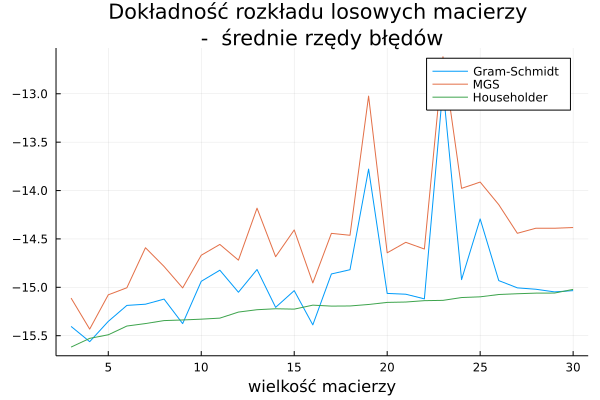 Dokładność rozkładu losowych macierzy
- średnie rzędy błędów
Gram-Schmidt
MGS
Householder
−13.0
−13.5
−14.0
−14.5
−15.0
−15.5
5
10
15
20
25
30
wielkość macierzy